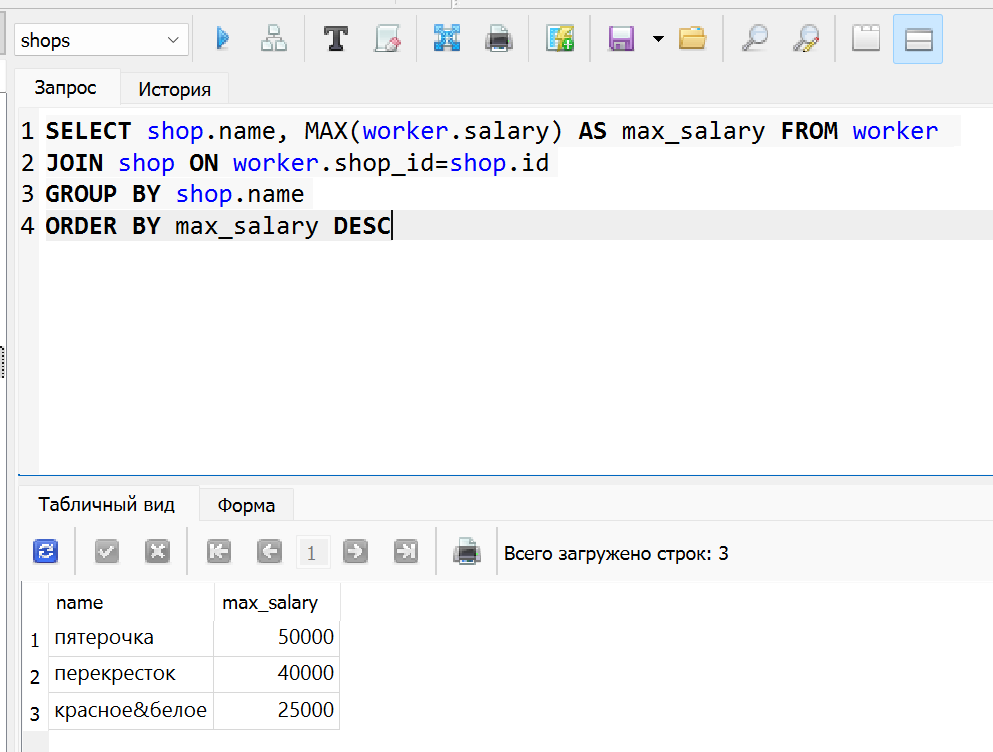 shops
Запрос
История
1 SELECT shop.name, MAX(worker.salary) AS max_salary FROM worker
2 JOIN shop ON worker.shop_id=shop.id
3 GROUP BY shop.name
4 ORDER BY max_salary DESC
Табличный вид
Форма
1
Всего загружено строк: 3
name max_salary
1 пятерочка 50000
2 перекресток 40000
3 красное&белое 25000